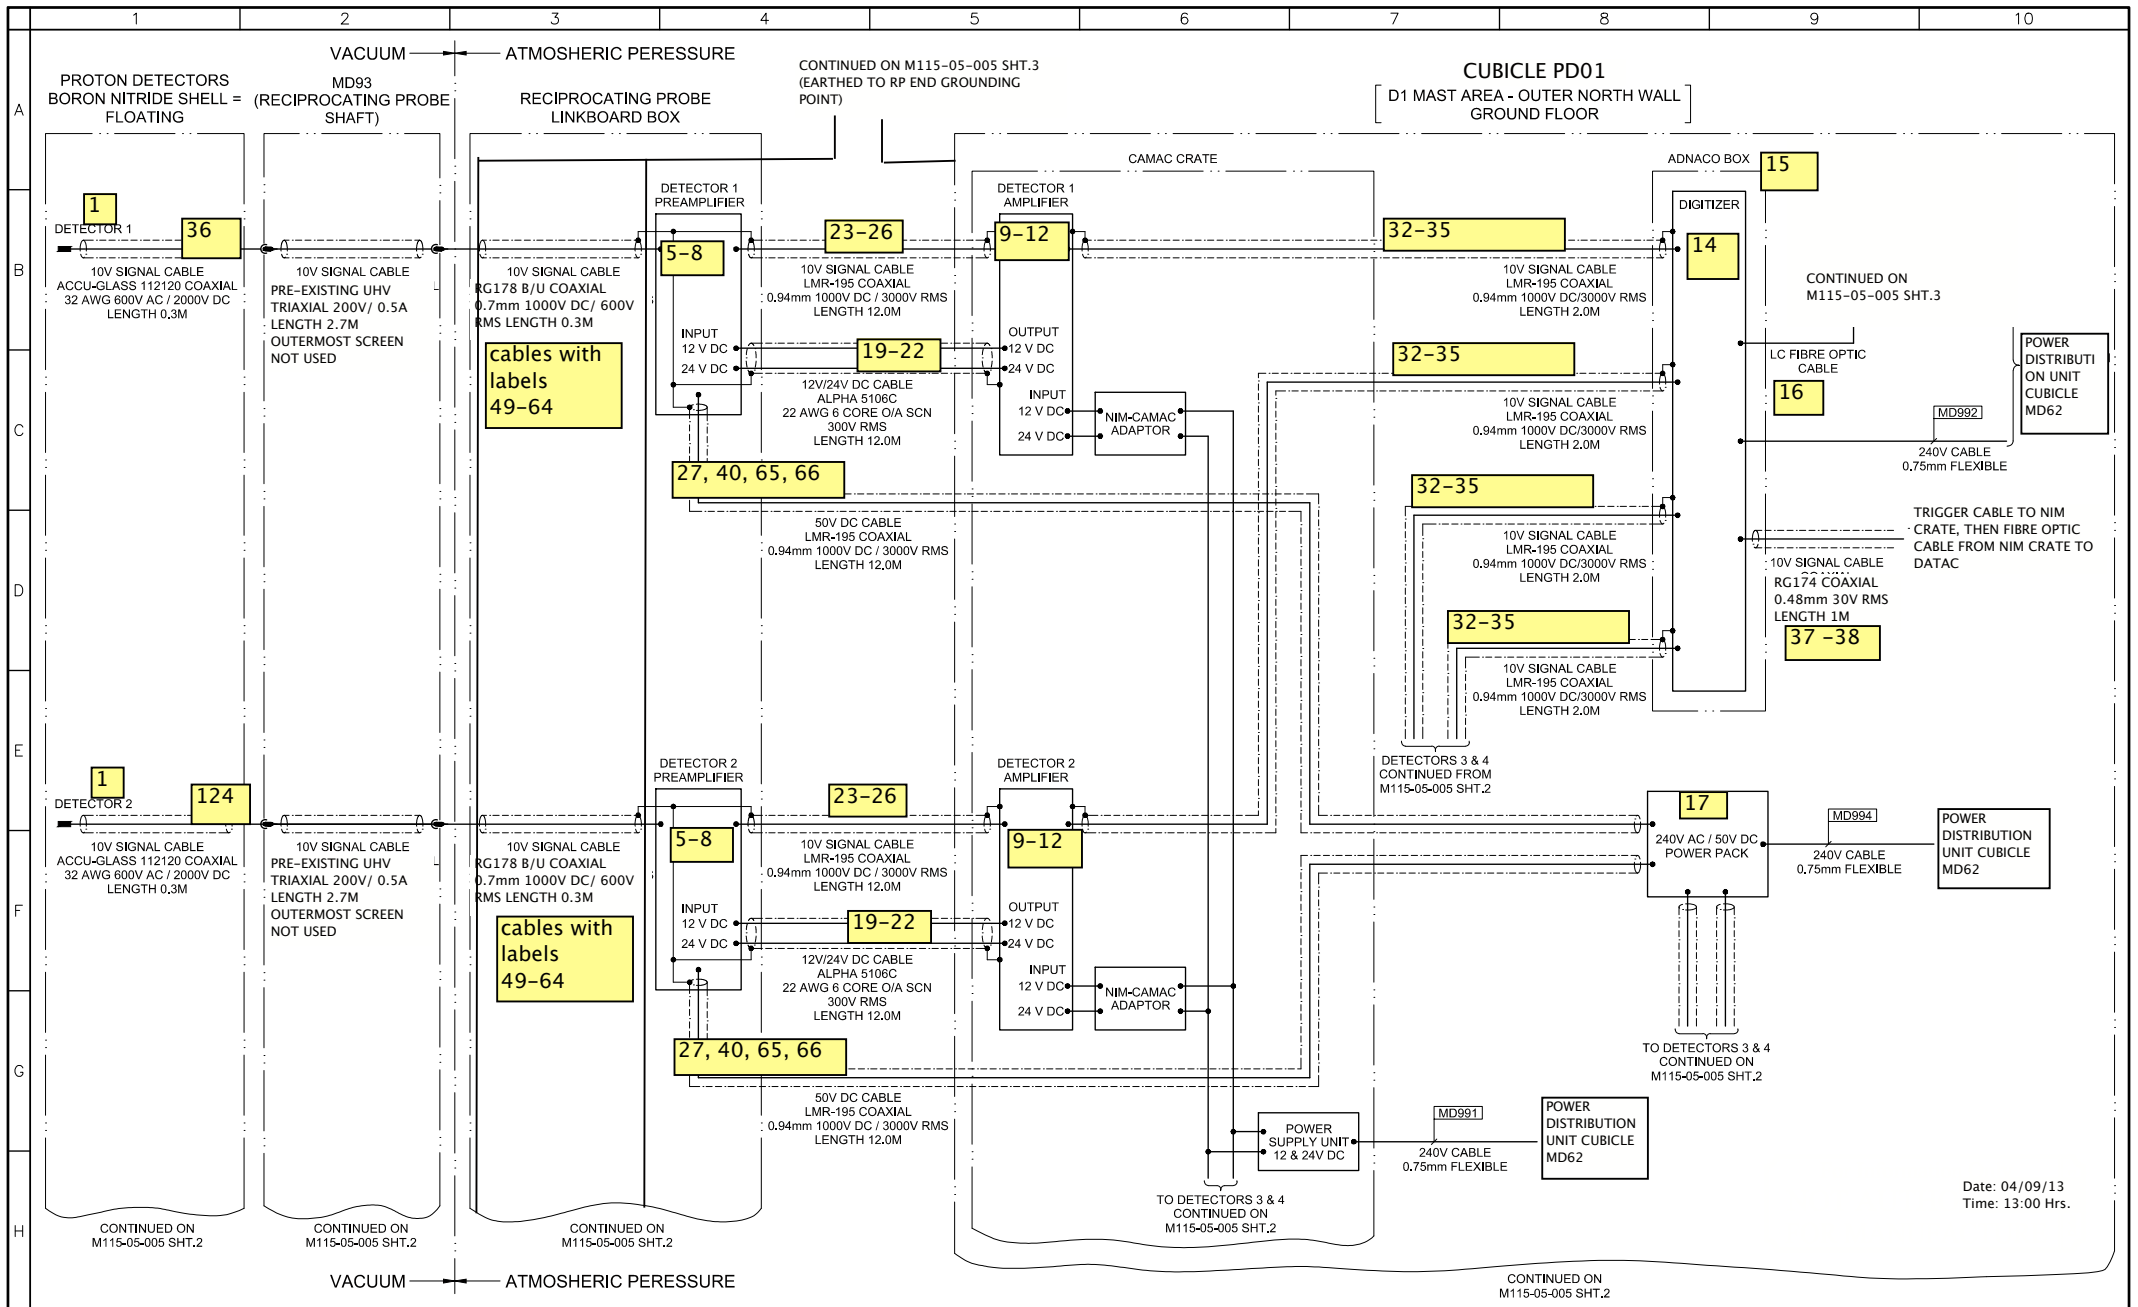 1 2 3 4 5 6 7 8 9 10
A
B
C
D
E
F
G
H
VACUUM
ATMOSHERIC PERESSURE
PROTON DETECTORS
BORON NITRIDE SHELL =
FLOATING
MD93
(RECIPROCATING PROBE
SHAFT)
RECIPROCATING PROBE
LINKBOARD BOX
CONTINUED ON M115-05-005 SHT.3
(EARTHED TO RP END GROUNDING
POINT)
CUBICLE PD01
D1 MAST AREA - OUTER NORTH WALL
GROUND FLOOR
CAMAC CRATE
ADNACO BOX
15
1
DETECTOR 1
36
10V SIGNAL CABLE
ACCU-GLASS 112120 COAXIAL
32 AWG 600V AC / 2000V DC
LENGTH 0.3M
10V SIGNAL CABLE
PRE-EXISTING UHV
TRIAXIAL 200V/ 0.5A
LENGTH 2.7M
OUTERMOST SCREEN
NOT USED
10V SIGNAL CABLE
RG178 B/U COAXIAL
0.7mm 1000V DC/ 600V
RMS LENGTH 0.3M
cables with
labels
49-64
DETECTOR 1
PREAMPLIFIER
5-8
INPUT
12 V DC
24 V DC
23-26
10V SIGNAL CABLE
LMR-195 COAXIAL
0.94mm 1000V DC / 3000V RMS
LENGTH 12.0M
19-22
12V/24V DC CABLE
ALPHA 5106C
22 AWG 6 CORE O/A SCN
300V RMS
LENGTH 12.0M
27, 40, 65, 66
50V DC CABLE
LMR-195 COAXIAL
0.94mm 1000V DC / 3000V RMS
LENGTH 12.0M
DETECTOR 1
AMPLIFIER
9-12
OUTPUT
12 V DC
24 V DC
INPUT
12 V DC
24 V DC
NIM-CAMAC
ADAPTOR
32-35
10V SIGNAL CABLE
LMR-195 COAXIAL
0.94mm 1000V DC/3000V RMS
LENGTH 2.0M
32-35
10V SIGNAL CABLE
LMR-195 COAXIAL
0.94mm 1000V DC/3000V RMS
LENGTH 2.0M
32-35
10V SIGNAL CABLE
LMR-195 COAXIAL
0.94mm 1000V DC/3000V RMS
LENGTH 2.0M
32-35
10V SIGNAL CABLE
LMR-195 COAXIAL
0.94mm 1000V DC/3000V RMS
LENGTH 2.0M
DETECTORS 3 & 4
CONTINUED FROM
M115-05-005 SHT.2
DIGITIZER
14
CONTINUED ON
M115-05-005 SHT.3
LC FIBRE OPTIC
CABLE
16
MD992
240V CABLE
0.75mm FLEXIBLE
POWER
DISTRIBUTI
ON UNIT
CUBICLE
MD62
TRIGGER CABLE TO NIM
CRATE, THEN FIBRE OPTIC
CABLE FROM NIM CRATE TO
DATAC
10V SIGNAL CABLE
RG174 COAXIAL
0.48mm 30V RMS
LENGTH 1M
37 -38
1
DETECTOR 2
124
10V SIGNAL CABLE
ACCU-GLASS 112120 COAXIAL
32 AWG 600V AC / 2000V DC
LENGTH 0.3M
10V SIGNAL CABLE
PRE-EXISTING UHV
TRIAXIAL 200V/ 0.5A
LENGTH 2.7M
OUTERMOST SCREEN
NOT USED
10V SIGNAL CABLE
RG178 B/U COAXIAL
0.7mm 1000V DC/ 600V
RMS LENGTH 0.3M
cables with
labels
49-64
DETECTOR 2
PREAMPLIFIER
5-8
INPUT
12 V DC
24 V DC
23-26
10V SIGNAL CABLE
LMR-195 COAXIAL
0.94mm 1000V DC / 3000V RMS
LENGTH 12.0M
19-22
12V/24V DC CABLE
ALPHA 5106C
22 AWG 6 CORE O/A SCN
300V RMS
LENGTH 12.0M
27, 40, 65, 66
50V DC CABLE
LMR-195 COAXIAL
0.94mm 1000V DC / 3000V RMS
LENGTH 12.0M
DETECTOR 2
AMPLIFIER
9-12
OUTPUT
12 V DC
24 V DC
INPUT
12 V DC
24 V DC
NIM-CAMAC
ADAPTOR
17
240V AC / 50V DC
POWER PACK
MD994
240V CABLE
0.75mm FLEXIBLE
POWER
DISTRIBUTION
UNIT CUBICLE
MD62
TO DETECTORS 3 & 4
CONTINUED ON
M115-05-005 SHT.2
POWER
SUPPLY UNIT
12 & 24V DC
MD991
240V CABLE
0.75mm FLEXIBLE
POWER
DISTRIBUTION
UNIT CUBICLE
MD62
TO DETECTORS 3 & 4
CONTINUED ON
M115-05-005 SHT.2
Date: 04/09/13
Time: 13:00 Hrs.
CONTINUED ON
M115-05-005 SHT.2
CONTINUED ON
M115-05-005 SHT.2
CONTINUED ON
M115-05-005 SHT.2
VACUUM
ATMOSHERIC PERESSURE
CONTINUED ON
M115-05-005 SHT.2